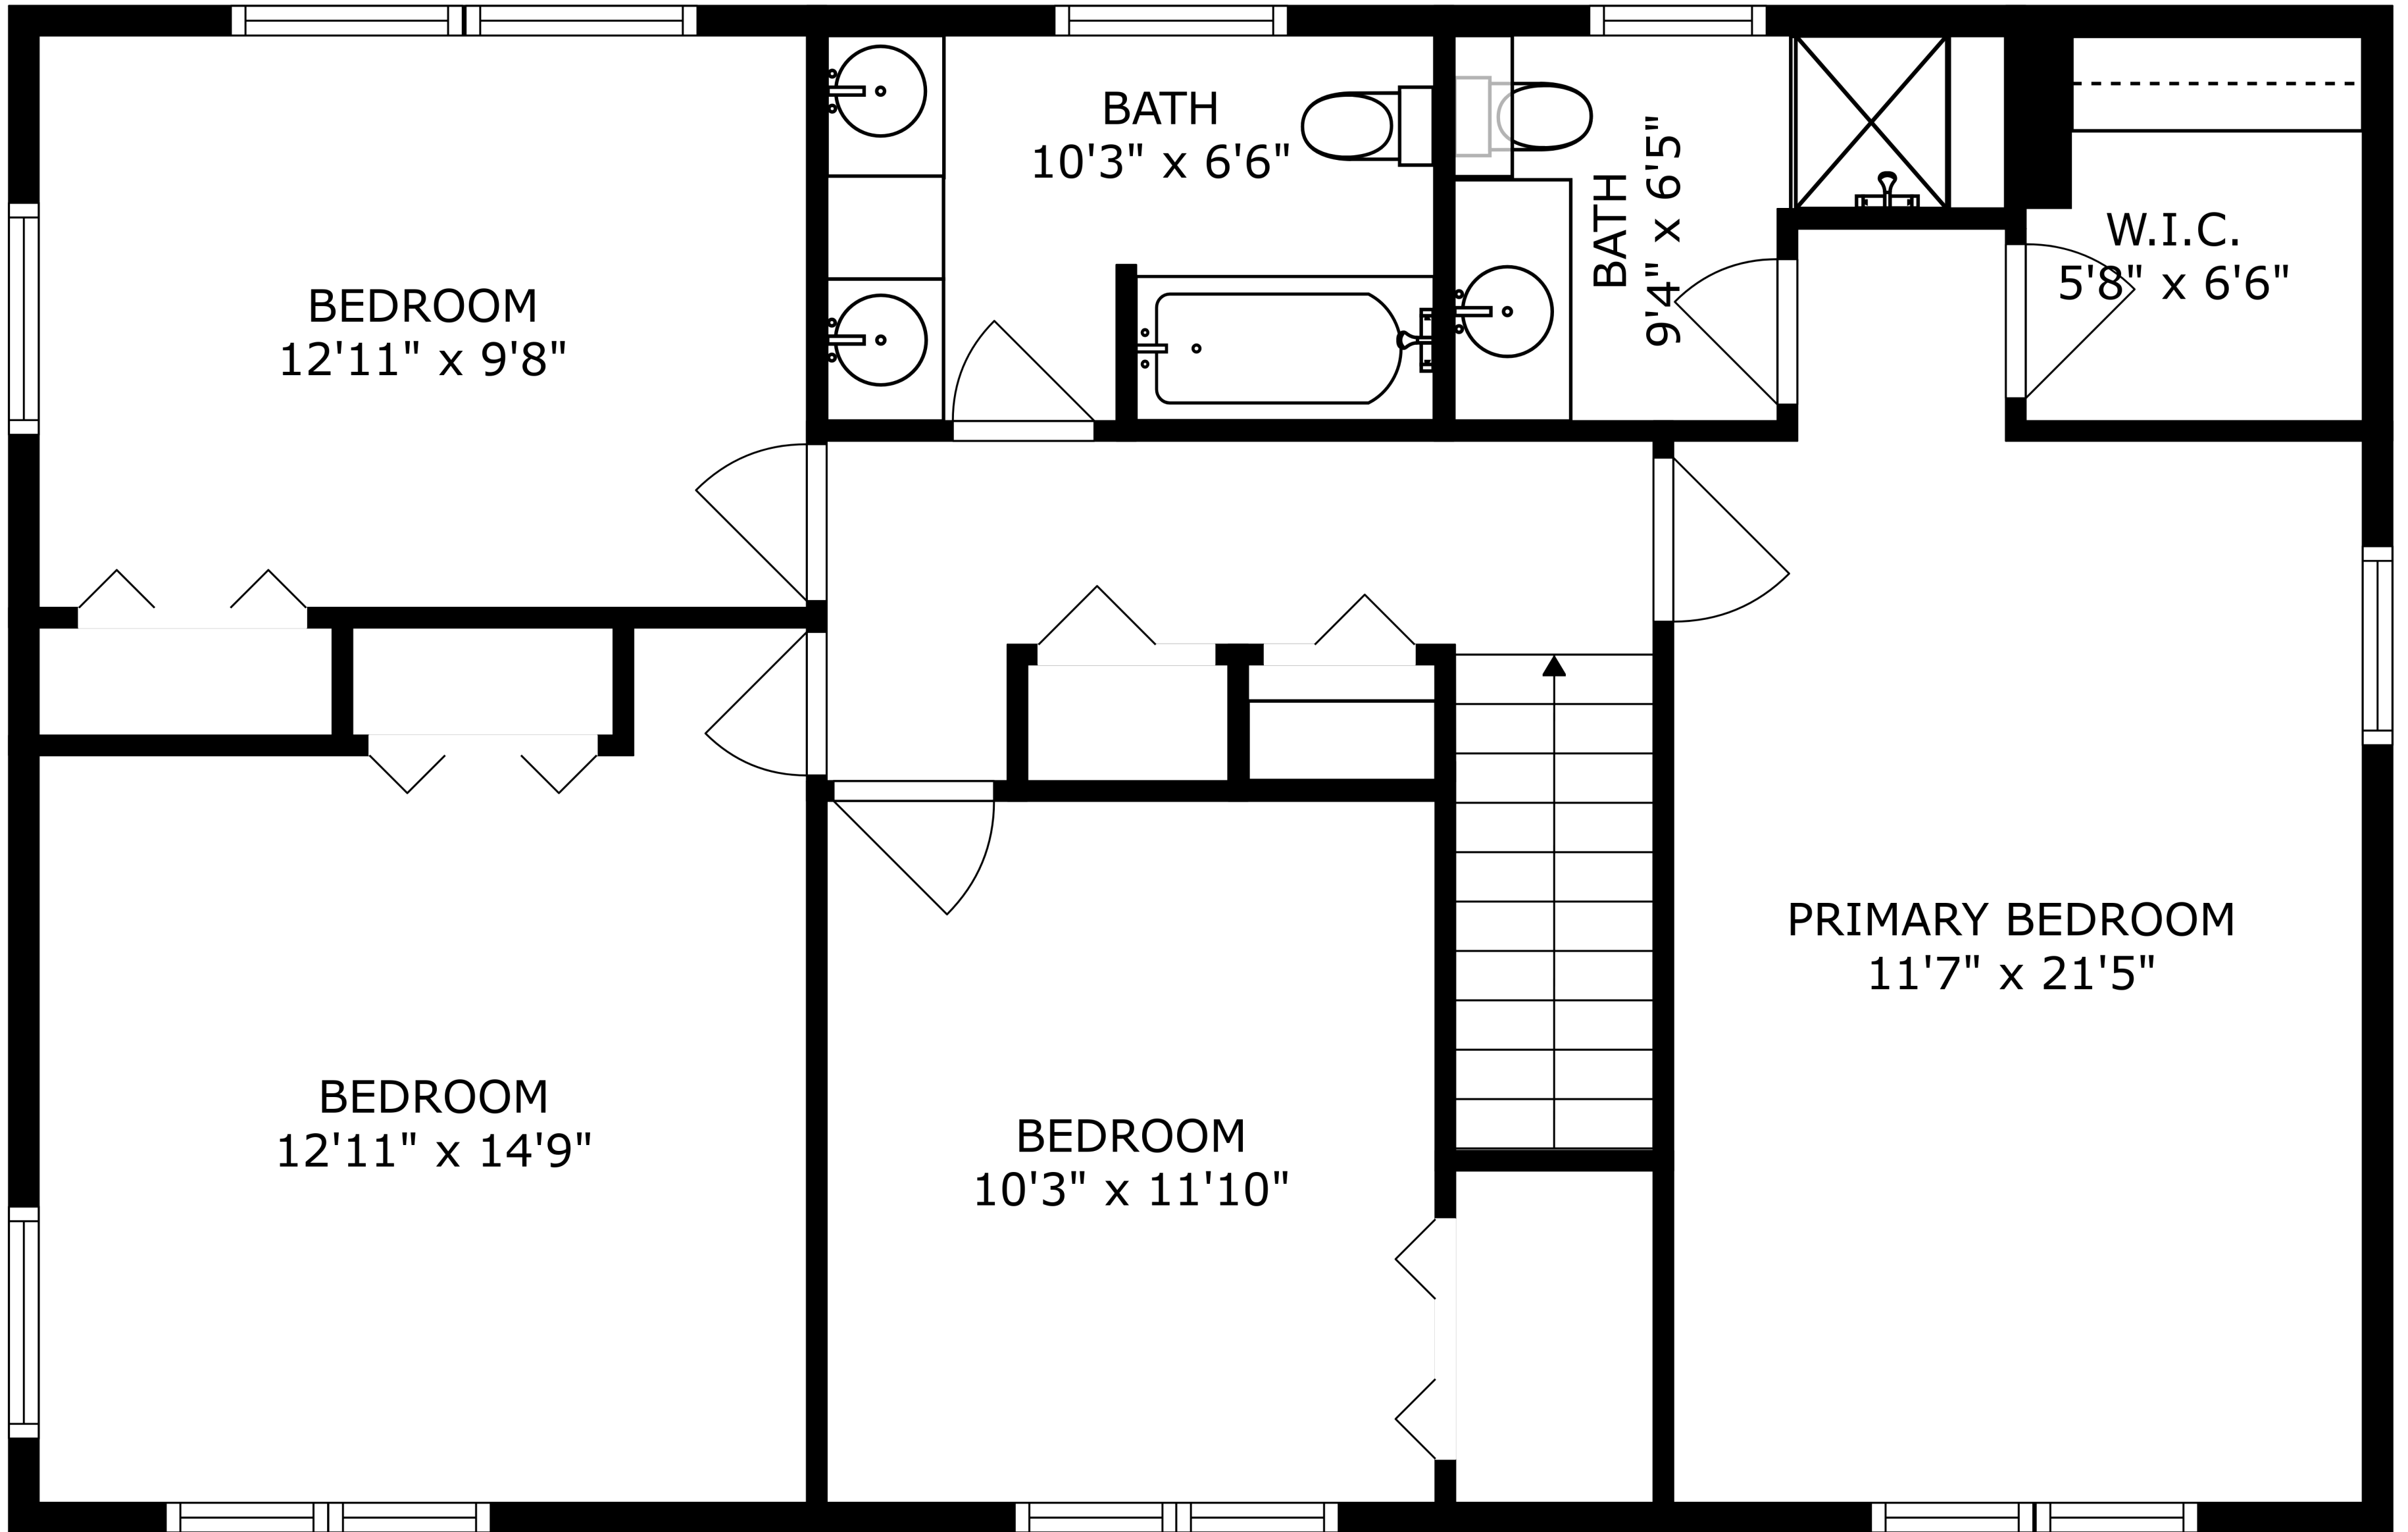 BATH
10'3" x 6'6"
BATH
9'4" x 6'5"
W.I.C.
5'8" x 6'6"
BEDROOM
12'11" x 9'8"
PRIMARY BEDROOM
11'7" x 21'5"
BEDROOM
12'11" x 14'9"
BEDROOM
10'3" x 11'10"